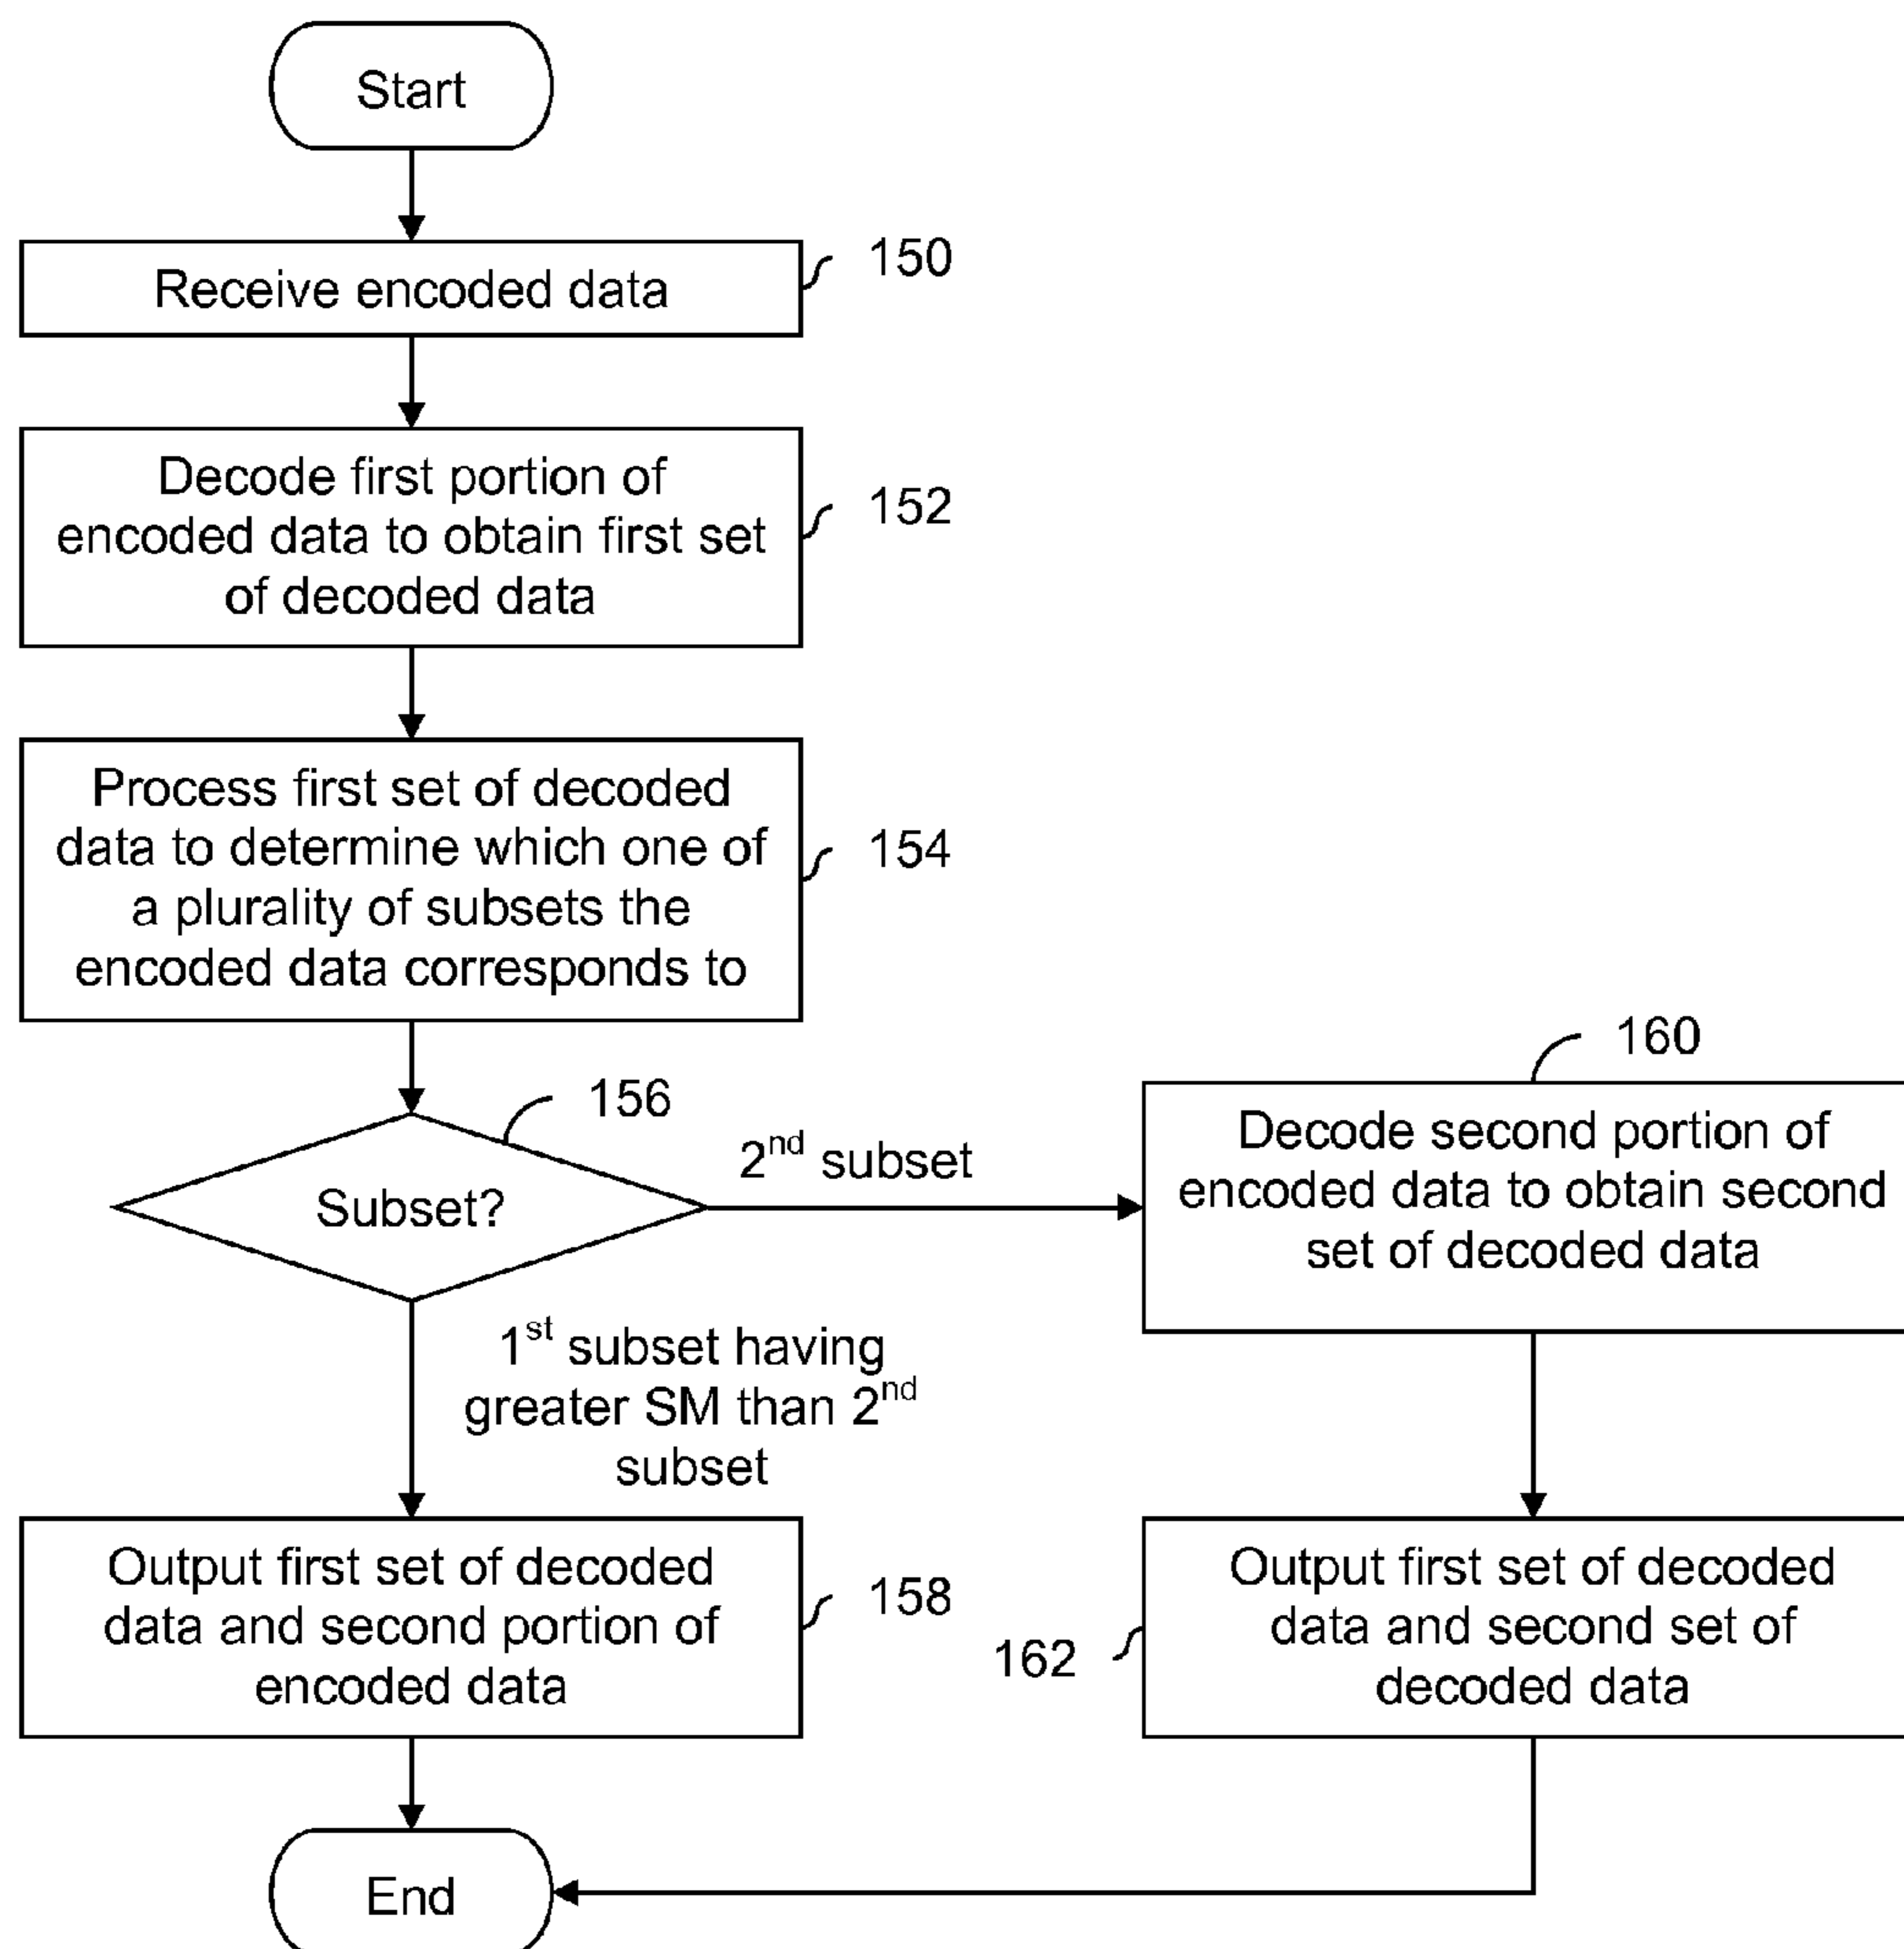 Start
Receive encoded data
150
Decode first portion of
encoded data to obtain first set
of decoded data
152
Process first set of decoded
data to determine which one of
a plurality of subsets the
encoded data corresponds to
154
156
Subset?
2nd subset
160
Decode second portion of
encoded data to obtain second
set of decoded data
1st subset having
greater SM than 2nd
subset
Output first set of decoded
data and second portion of
encoded data
158
162
Output first set of decoded
data and second set of
decoded data
End